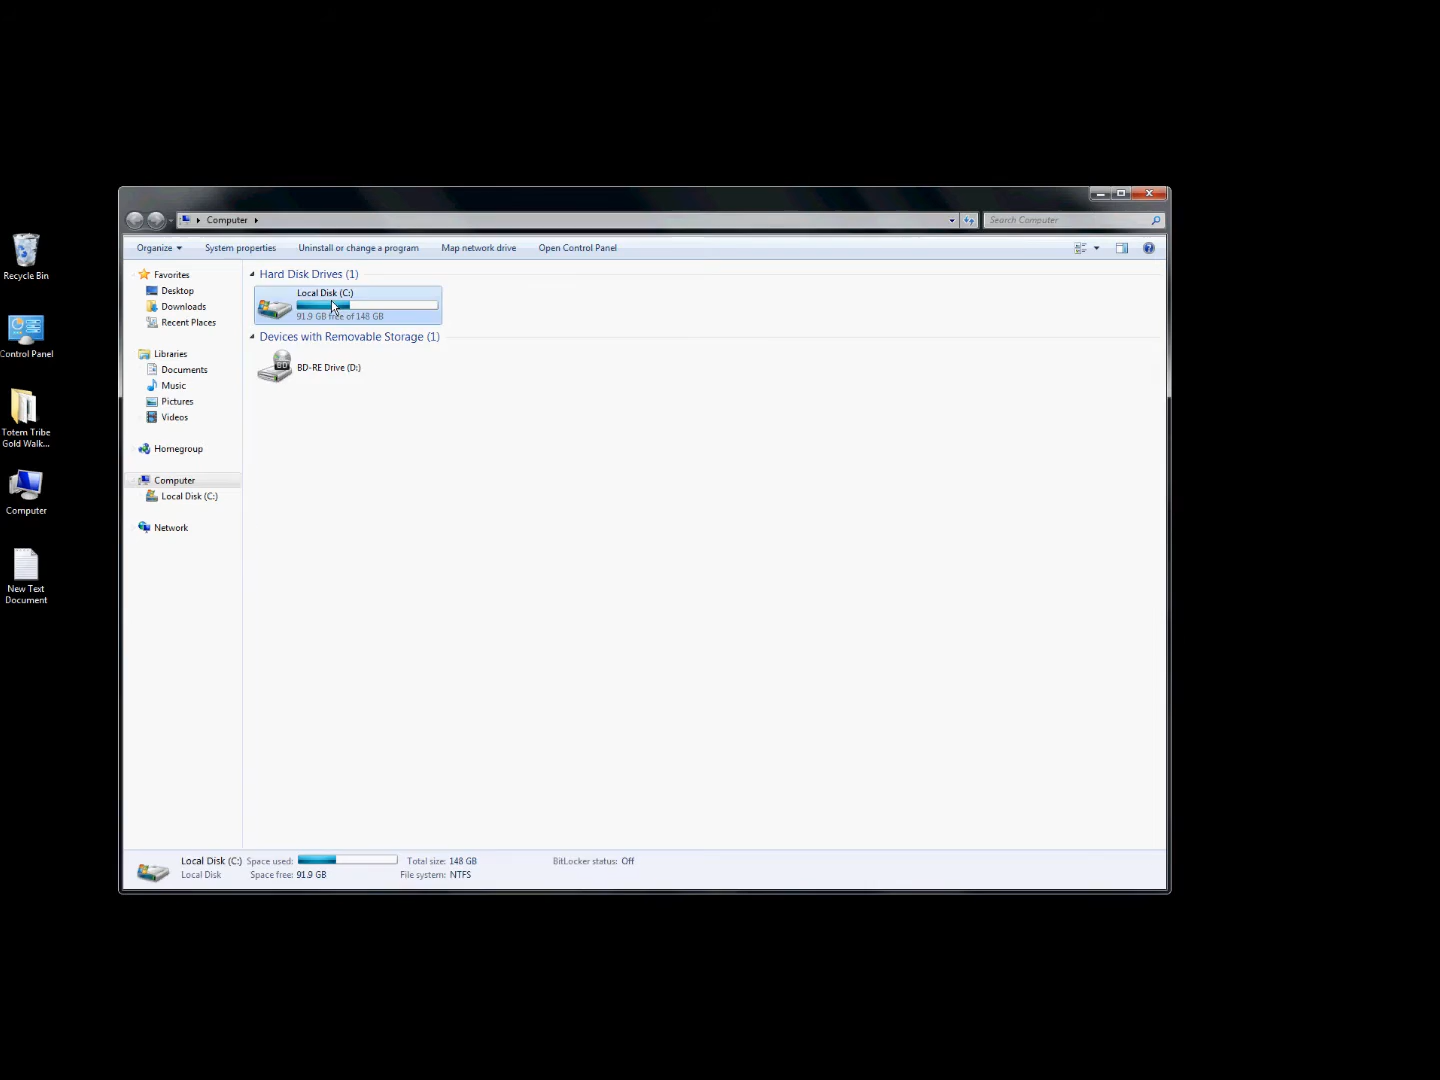 Computer
Search Computer
Organize
System properties
Uninstall or change a program
Map network drive
Open Control Panel
Recycle Bin
Control Panel
Totem Tribe
Gold Walk...
Computer
New Text
Document
Favorites
Desktop
Downloads
Recent Places
Libraries
Documents
Music
Pictures
Videos
Homegroup
Computer
Local Disk (C:)
Network
Hard Disk Drives (1)
Local Disk (C:)
91.9 GB free of 148 GB
Devices with Removable Storage (1)
BD
BD-RE Drive (D:)
Local Disk (C:) Space used: Total size: 148 GB BitLocker status: Off
Local Disk Space free: 91.9 GB File system: NTFS